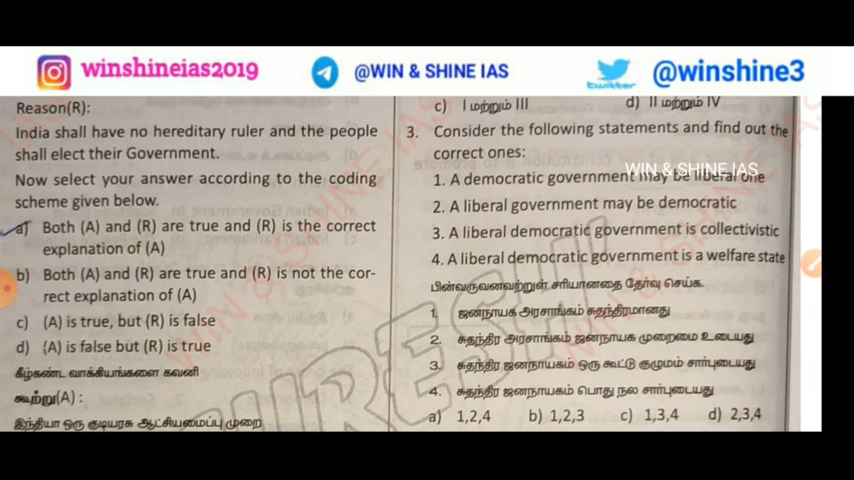 winshineias2019
@WIN & SHINE IAS
twitter
@winshine3
Reason(R):
India shall have no hereditary ruler and the people
shall elect their Government.
Now select your answer according to the coding
scheme given below.
a) Both (A) and (R) are true and (R) is the correct
explanation of (A)
b) Both (A) and (R) are true and (R) is not the cor-
rect explanation of (A)
c) (A) is true, but (R) is false
d) (A) is false but (R) is true
கீழ்கண்ட வாக்கியங்களை கவனி
கூற்று(A) :
இந்தியா ஒரு குடியரசு ஆட்சியமைப்பு முறை
c) I மற்றும் III d) II மற்றும் IV
3. Consider the following statements and find out the
correct ones:
WIN & SHINE IAS
1. A democratic government may be liberal one
2. A liberal government may be democratic
3. A liberal democratic government is collectivistic
4. A liberal democratic government is a welfare state
பின்வருவனவற்றுள் சரியானதை தேர்வு செய்க.
1. ஜனநாயக அரசாங்கம் சுதந்திரமானது
2. சுதந்திர அரசாங்கம் ஜனநாயக முறைமை உடையது
3. சுதந்திர ஜனநாயகம் ஒரு கூட்டு குழுமம் சார்புடையது
4. சுதந்திர ஜனநாயகம் பொது நல சார்புடையது
a) 1,2,4 b) 1,2,3 c) 1,3,4 d) 2,3,4